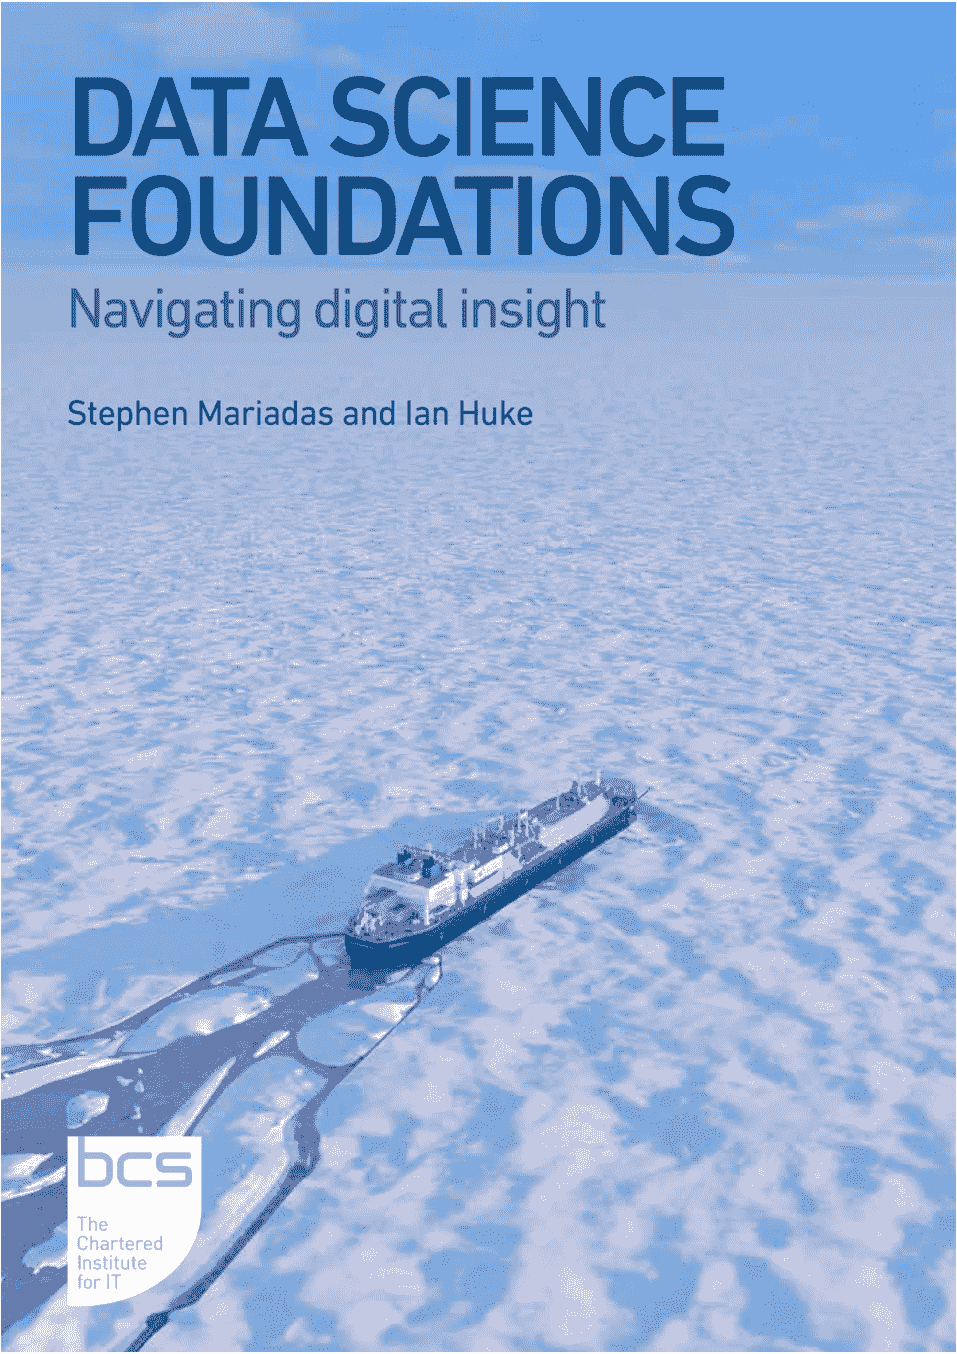 DATA SCIENCE
FOUNDATIONS
Navigating digital insight
Stephen Mariadas and Ian Huke
bcs
The
Chartered
Institute
for IT